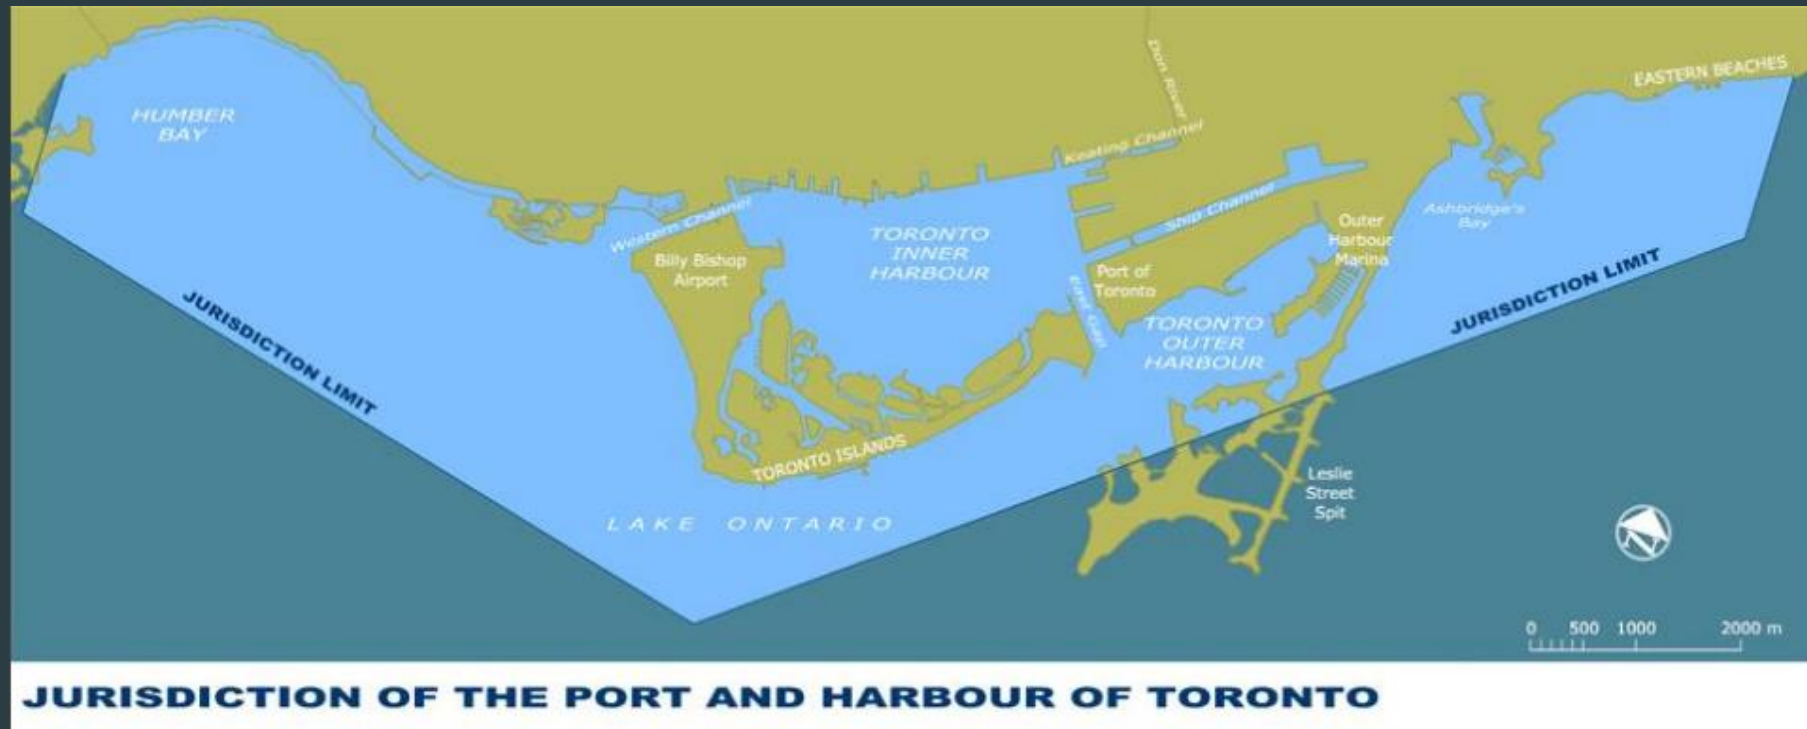 HUMBER
BAY
Don River
EASTERN BEACHES
Keating Channel
Western Channel
Ship Channel
Ashbridge's
Bay
TORONTO
INNER
HARBOUR
Outer
Harbour
Marina
Billy Bishop
Airport
Port of
Toronto
East Gap
JURISDICTION LIMIT
JURISDICTION LIMIT
TORONTO
OUTER
HARBOUR
TORONTO ISLANDS
Leslie
Street
Spit
LAKE ONTARIO
0 500 1000 2000 m
JURISDICTION OF THE PORT AND HARBOUR OF TORONTO